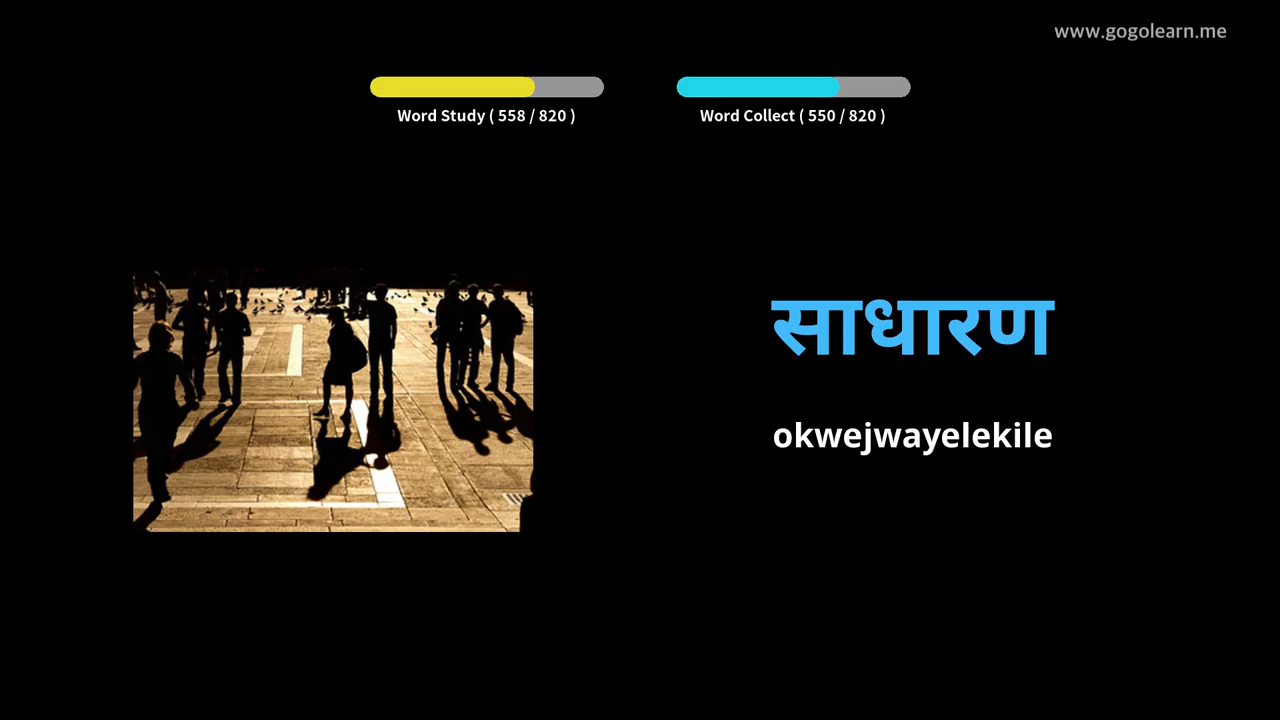 www.gogolearn.me
Word Study ( 558 / 820 )
Word Collect ( 550 / 820 )
साधारण
okwejwayelekile